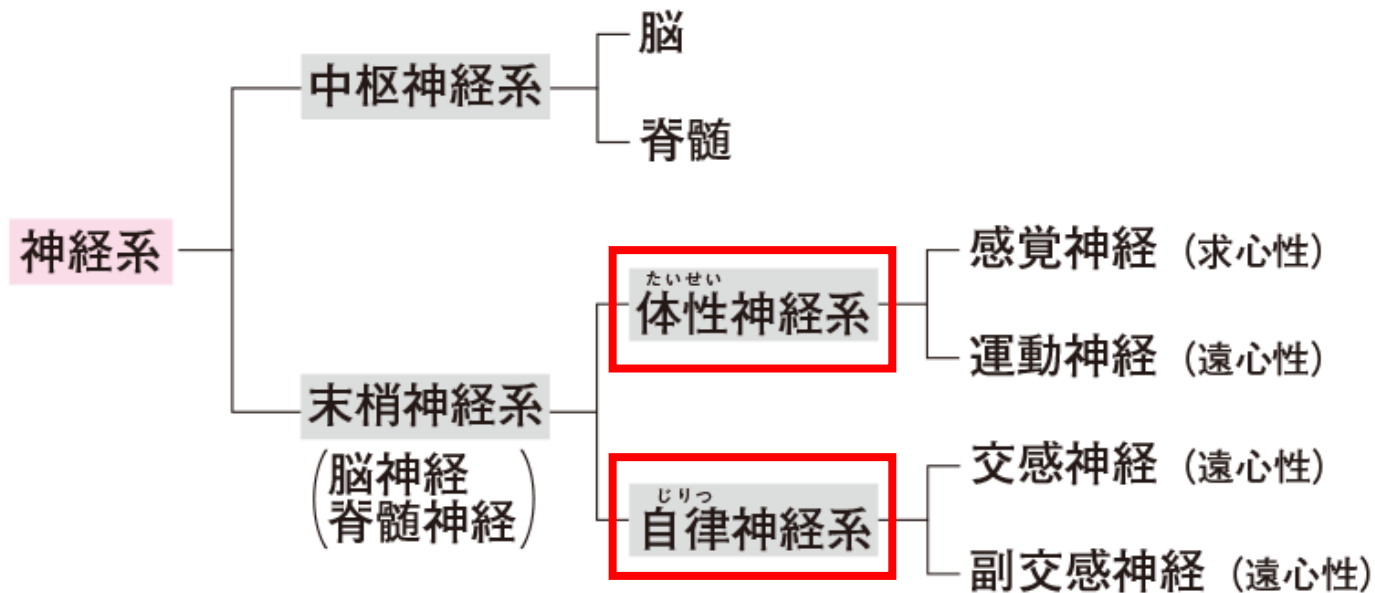 脳
中枢神経系
脊髄
神経系
感覚神経（求心性）
たいせい
体性神経系
運動神経（遠心性）
末梢神経系
（脳神経
脊髄神経）
交感神経（遠心性）
じりつ
自律神経系
副交感神経（遠心性）